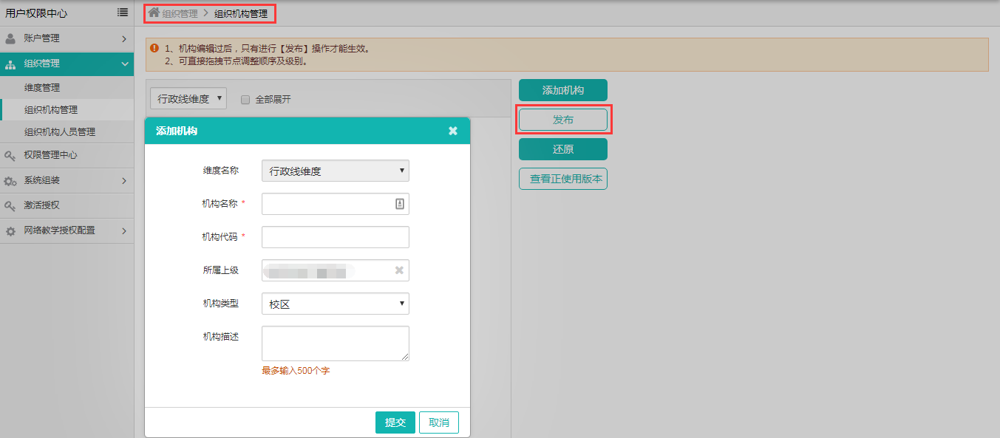 用户权限中心
账户管理
组织管理
维度管理
组织机构管理
组织机构人员管理
权限管理中心
系统组装
激活授权
网络教学授权配置
组织管理 > 组织机构管理
1、机构编辑过后，只有进行【发布】操作才能生效。
2、可直接拖拽节点调整顺序及级别。
行政线维度 全部展开
添加机构
发布
还原
查看正使用版本
添加机构
维度名称 行政线维度
机构名称 *
机构代码 *
所属上级
机构类型 校区
机构描述
最多输入500个字
提交 取消